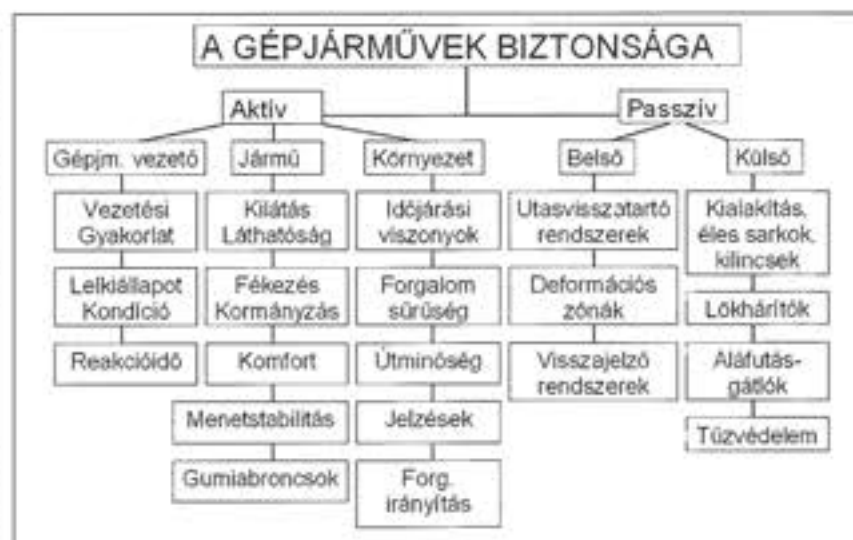 A GÉPJÁRMŰVEK BIZTONSÁGA
Aktív
Passzív
Gépjm. vezető
Jármű
Környezet
Belső
Külső
Vezetési
Gyakorlat
Lelkiállapot
Kondíció
Reakcióidő
Kilátás
Láthatóság
Fékezés
Kormányzás
Komfort
Menetstabilitás
Gumiabroncsok
Időjárási
viszonyok
Forgalom
sűrűség
Útminőség
Jelzések
Forg.
irányítás
Utasvisszatartó
rendszerek
Deformációs
zónák
Visszajelző
rendszerek
Kialakítás,
éles sarkok,
kilincsek
Lökhárítók
Aláfutás-
gátlók
Tűzvédelem